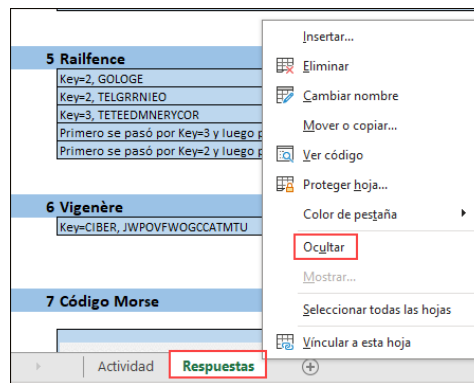 5 Railfence
Key=2, GOLOGE
Key=2, TELGRRNIEO
Key=3, TETEEDMNERYCOR
Primero se pasó por Key=3 y luego p
Primero se pasó por Key=2 y luego p
6 Vigenère
Key=CIBER, JWPOVFWOGCCATMTU
7 Código Morse
Actividad
Respuestas
Insertar...
Eliminar
Cambiar nombre
Mover o copiar...
Ver código
Proteger hoja...
Color de pestaña
Ocultar
Mostrar...
Seleccionar todas las hojas
Vincular a esta hoja